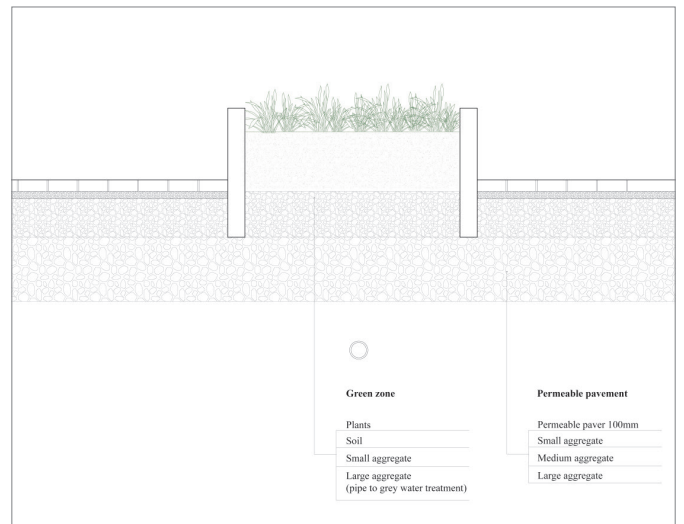 Green zone
Plants
Soil
Small aggregate
Large aggregate
(pipe to grey water treatment)
Permeable pavement
Permeable paver 100mm
Small aggregate
Medium aggregate
Large aggregate